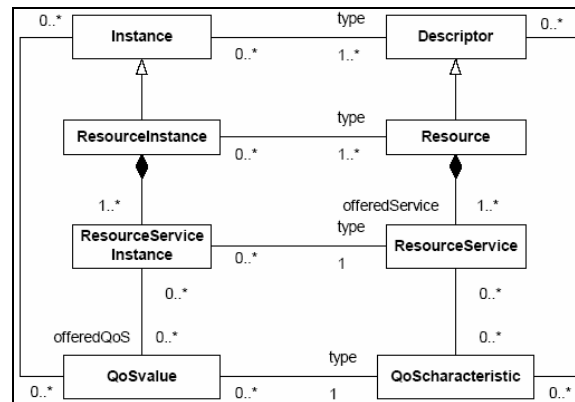 0..* Instance type Descriptor 0..*
0..* 1..*
type
ResourceInstance Resource
0..* 1..*
1..* offeredService 1..*
type
ResourceService
Instance ResourceService
0..* 1
0..* 0..*
offeredQoS 0..* 0..*
type
QoSvalue QoScharacteristic
0..* 0..* 1 0..*